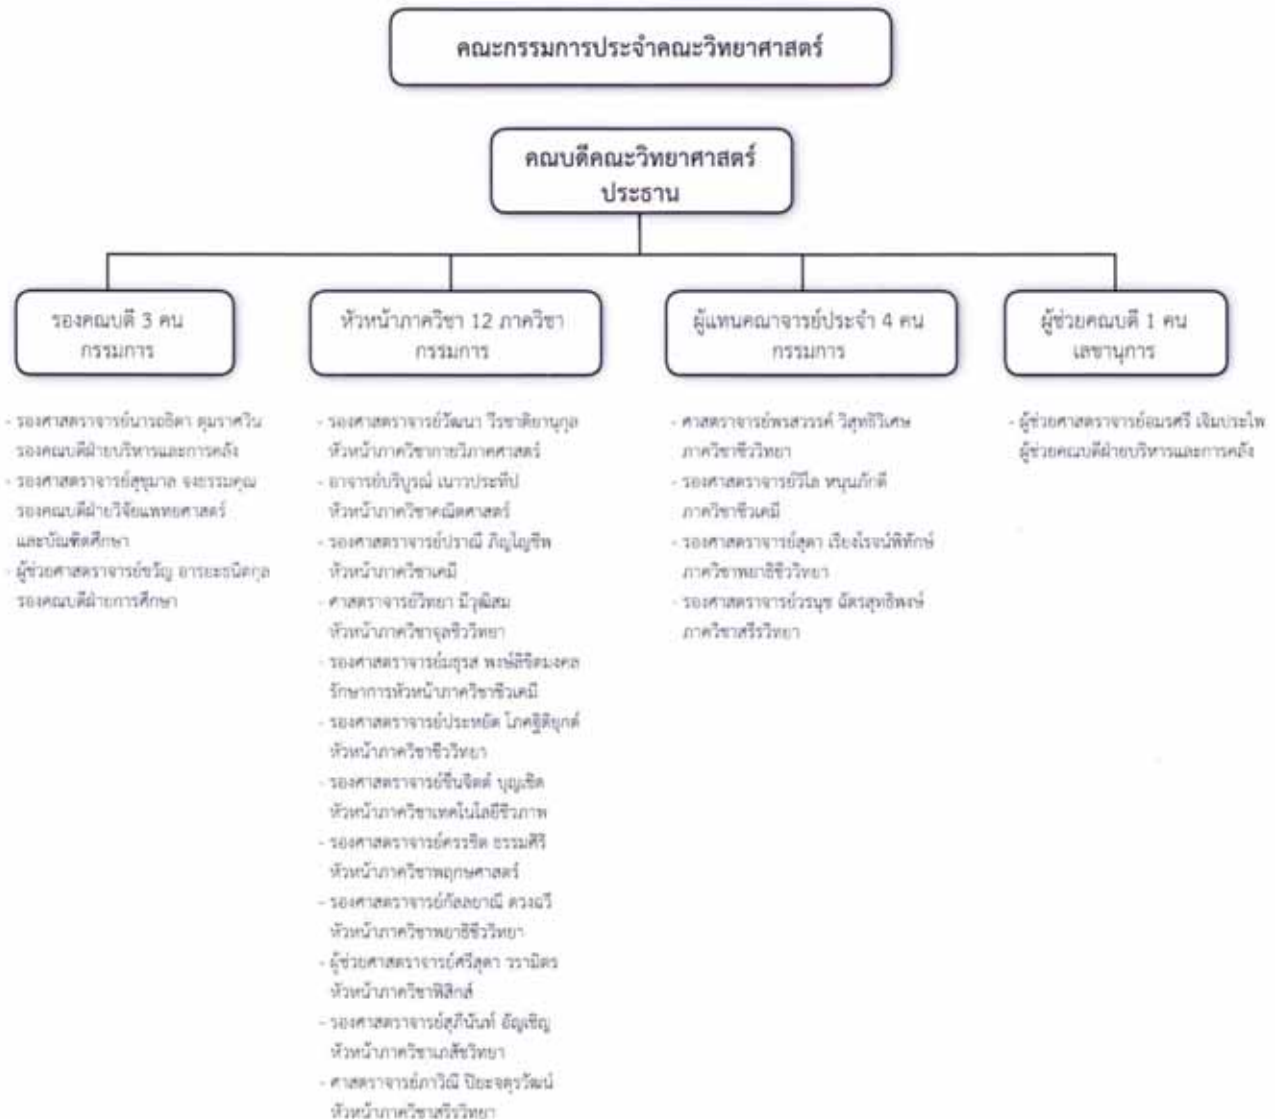 คณะกรรมการประจำคณะวิทยาศาสตร์
คณบดีคณะวิทยาศาสตร์
ประธาน
รองคณบดี 3 คน
กรรมการ
- รองศาสตราจารย์นารถธิดา ตุมราศวิน
รองคณบดีฝ่ายบริหารและการคลัง
- รองศาสตราจารย์สุขุมาล จงธรรมคุณ
รองคณบดีฝ่ายวิจัยแพทยศาสตร์
และบัณฑิตศึกษา
- ผู้ช่วยศาสตราจารย์ขวัญ อารยะธนิตกุล
รองคณบดีฝ่ายการศึกษา
หัวหน้าภาควิชา 12 ภาควิชา
กรรมการ
- รองศาสตราจารย์วัฒนา วีรชาติยานุกูล
หัวหน้าภาควิชากายวิภาคศาสตร์
- อาจารย์บริบูรณ์ เนาวประทีป
หัวหน้าภาควิชาคณิตศาสตร์
- รองศาสตราจารย์ปราณี ภิญโญชีพ
หัวหน้าภาควิชาเคมี
- ศาสตราจารย์วิทยา มีวุฒิสม
หัวหน้าภาควิชาจุลชีววิทยา
- รองศาสตราจารย์มธุรส พงษ์ลิขิตมงคล
รักษาการหัวหน้าภาควิชาชีวเคมี
- รองศาสตราจารย์ประหยัด โภคฐิติยุกต์
หัวหน้าภาควิชาชีววิทยา
- รองศาสตราจารย์ชื่นจิตต์ บุญเฉิด
หัวหน้าภาควิชาเทคโนโลยีชีวภาพ
- รองศาสตราจารย์ครรชิต ธรรมศิริ
หัวหน้าภาควิชาพฤกษศาสตร์
- รองศาสตราจารย์กัลลยาณี ดวงฉวี
หัวหน้าภาควิชาพยาธิชีววิทยา
- ผู้ช่วยศาสตราจารย์ศรีสุดา วรามิตร
หัวหน้าภาควิชาฟิสิกส์
- รองศาสตราจารย์สุภีนันท์ อัญเชิญ
หัวหน้าภาควิชาเภสัชวิทยา
- ศาสตราจารย์ภาวิณี ปิยะจตุรวัฒน์
หัวหน้าภาควิชาสรีรวิทยา
ผู้แทนคณาจารย์ประจำ 4 คน
กรรมการ
- ศาสตราจารย์พรสวรรค์ วิสุทธิวิเศษ
ภาควิชาชีววิทยา
- รองศาสตราจารย์วิไล หนุนภักดี
ภาควิชาชีวเคมี
- รองศาสตราจารย์สุดา เรียงโรจน์พิทักษ์
ภาควิชาพยาธิชีววิทยา
- รองศาสตราจารย์วรนุช ฉัตรสุทธิพงษ์
ภาควิชาสรีรวิทยา
ผู้ช่วยคณบดี 1 คน
เลขานุการ
- ผู้ช่วยศาสตราจารย์อมรศรี เจิมประไพ
ผู้ช่วยคณบดีฝ่ายบริหารและการคลัง